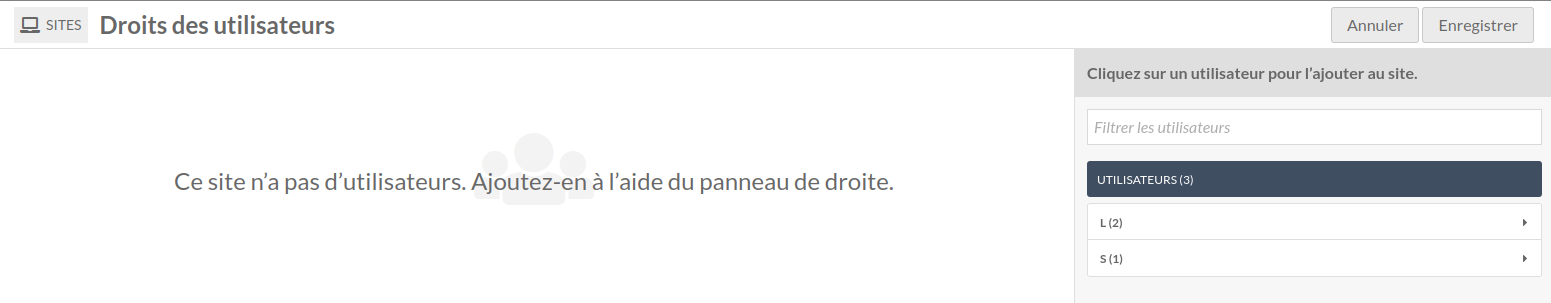 SITES Droits des utilisateurs Annuler Enregistrer
Cliquez sur un utilisateur pour l’ajouter au site.
Filtrer les utilisateurs
Ce site n’a pas d’utilisateurs. Ajoutez-en à l’aide du panneau de droite.
UTILISATEURS (3)
L (2)
S (1)